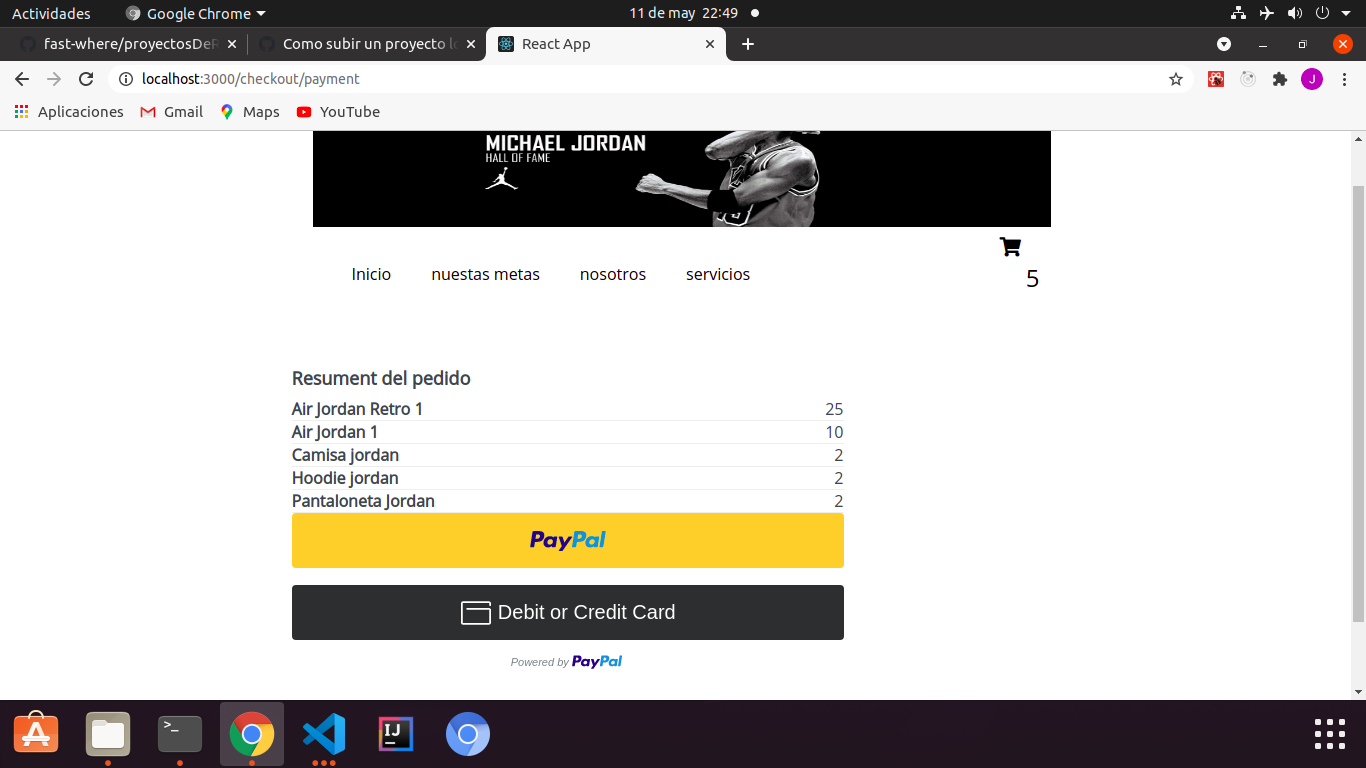 Actividades Google Chrome 11 de may 22:49
fast-where/proyectosDeR Como subir un proyecto lo React App
localhost:3000/checkout/payment J
Aplicaciones Gmail Maps YouTube
MICHAEL JORDAN
HALL OF FAME
Inicio nuestas metas nosotros servicios
5
Resument del pedido
Air Jordan Retro 1 25
Air Jordan 1 10
Camisa jordan 2
Hoodie jordan 2
Pantaloneta Jordan 2
PayPal
Debit or Credit Card
Powered by PayPal
>_ IJ